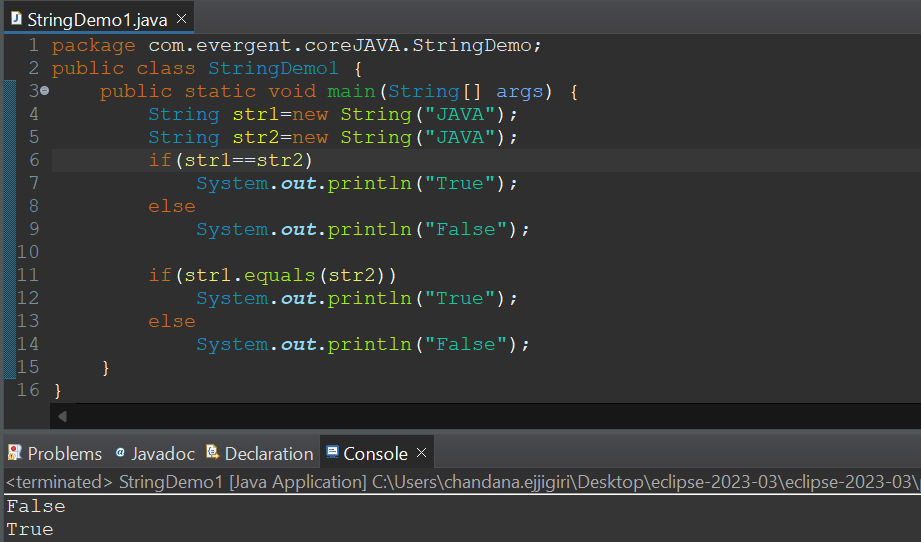 StringDemo1.java
1 package com.evergent.coreJAVA.StringDemo;
2 public class StringDemo1 {
3 public static void main(String[] args) {
4 String str1=new String("JAVA");
5 String str2=new String("JAVA");
6 if(str1==str2)
7 System.out.println("True");
8 else
9 System.out.println("False");
10
11 if(str1.equals(str2))
12 System.out.println("True");
13 else
14 System.out.println("False");
15 }
16 }
Problems Javadoc Declaration Console
<terminated> StringDemo1 [Java Application] C:\Users\chandana.ejjigiri\Desktop\eclipse-2023-03\eclipse-2023-03\
False
True